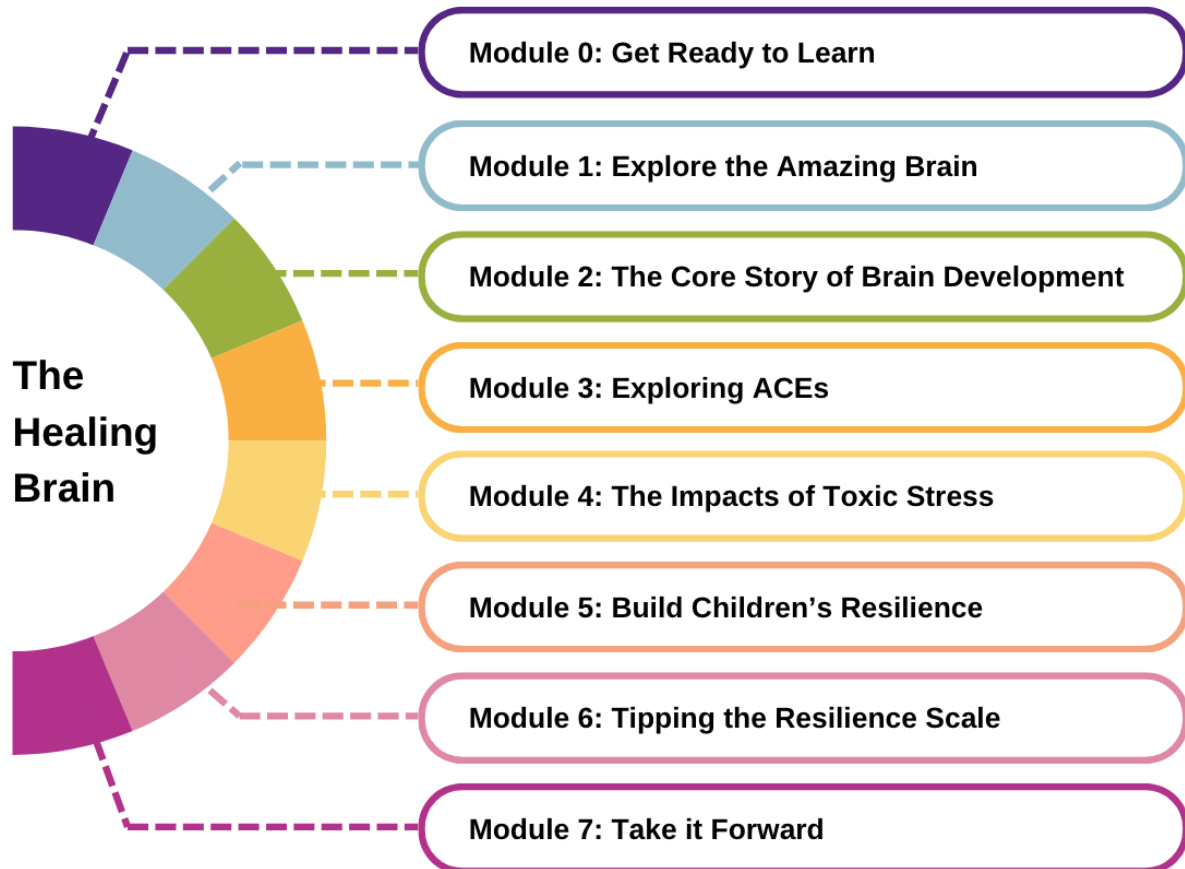 Module 0: Get Ready to Learn
Module 1: Explore the Amazing Brain
Module 2: The Core Story of Brain Development
Module 3: Exploring ACEs
The
Healing
Brain
Module 4: The Impacts of Toxic Stress
Module 5: Build Children’s Resilience
Module 6: Tipping the Resilience Scale
Module 7: Take it Forward